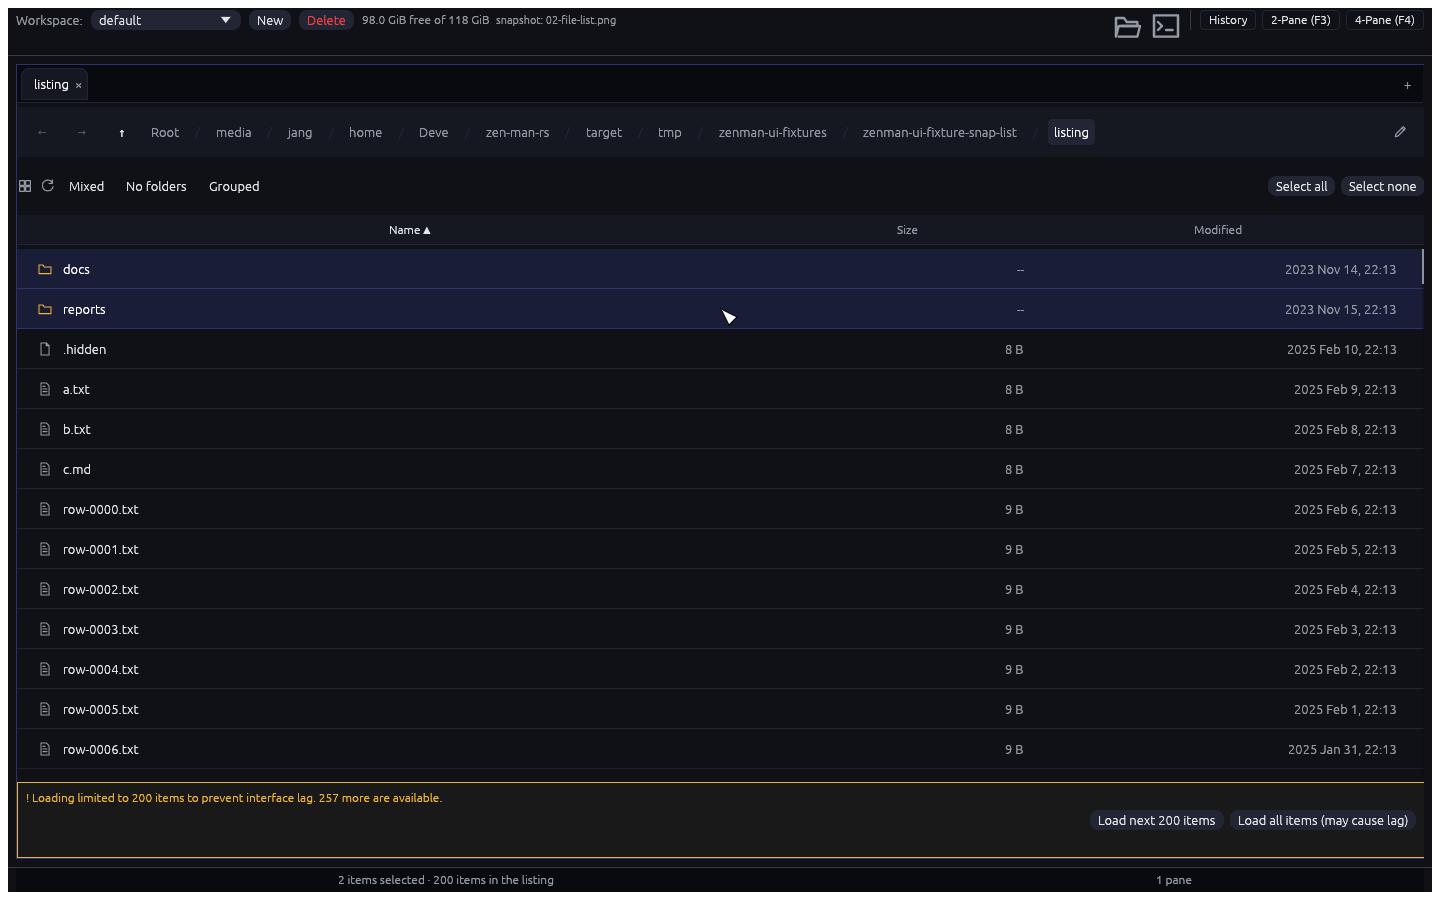 Workspace: default New Delete 98.0 GiB free of 118 GiB snapshot: 02-file-list.png History 2-Pane (F3) 4-Pane (F4)
listing × +
← → ↑ Root / media / jang / home / Deve / zen-man-rs / target / tmp / zenman-ui-fixtures / zenman-ui-fixture-snap-list / listing
Mixed No folders Grouped Select all Select none
Name ▲ Size Modified
docs -- 2023 Nov 14, 22:13
reports -- 2023 Nov 15, 22:13
.hidden 8 B 2025 Feb 10, 22:13
a.txt 8 B 2025 Feb 9, 22:13
b.txt 8 B 2025 Feb 8, 22:13
c.md 8 B 2025 Feb 7, 22:13
row-0000.txt 9 B 2025 Feb 6, 22:13
row-0001.txt 9 B 2025 Feb 5, 22:13
row-0002.txt 9 B 2025 Feb 4, 22:13
row-0003.txt 9 B 2025 Feb 3, 22:13
row-0004.txt 9 B 2025 Feb 2, 22:13
row-0005.txt 9 B 2025 Feb 1, 22:13
row-0006.txt 9 B 2025 Jan 31, 22:13
! Loading limited to 200 items to prevent interface lag. 257 more are available.
Load next 200 items Load all items (may cause lag)
2 items selected · 200 items in the listing 1 pane